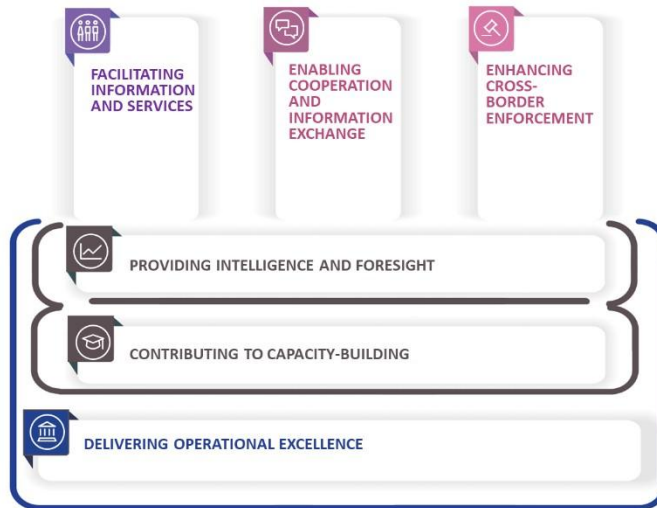 FACILITATING
INFORMATION
AND SERVICES
ENABLING
COOPERATION
AND
INFORMATION
EXCHANGE
ENHANCING
CROSS-
BORDER
ENFORCEMENT
PROVIDING INTELLIGENCE AND FORESIGHT
CONTRIBUTING TO CAPACITY-BUILDING
DELIVERING OPERATIONAL EXCELLENCE